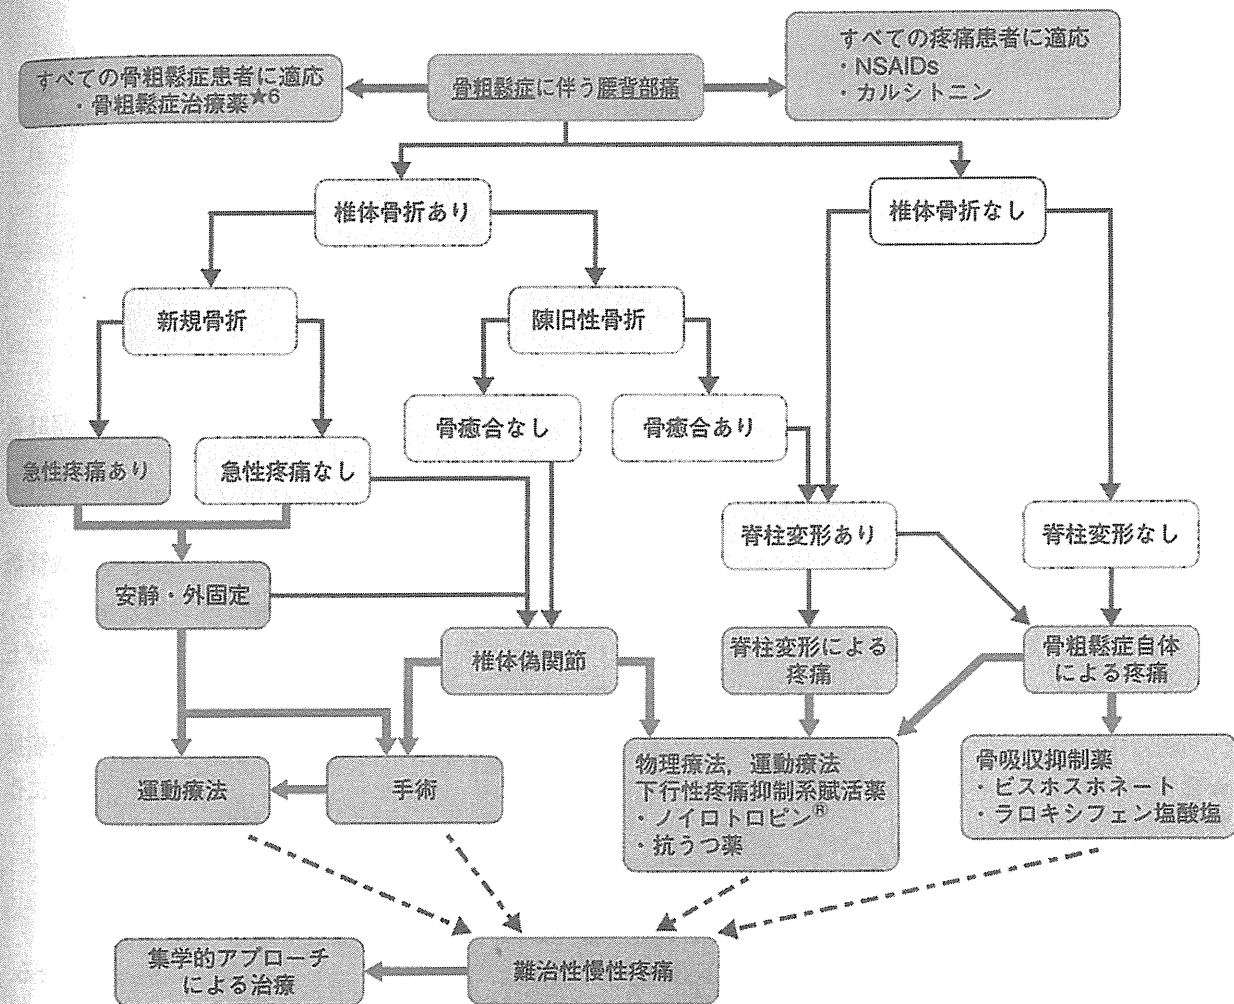 すべての骨粗鬆症患者に適応
・骨粗鬆症治療薬★6
骨粗鬆症に伴う腰背部痛
すべての疼痛患者に適応
・NSAIDs
・カルシトニン
椎体骨折あり
椎体骨折なし
新規骨折
陳旧性骨折
骨癒合なし
骨癒合あり
急性疼痛あり
急性疼痛なし
脊柱変形あり
脊柱変形なし
安静・外固定
椎体偽関節
脊柱変形による
疼痛
骨粗鬆症自体
による疼痛
運動療法
手術
物理療法，運動療法
下行性疼痛抑制系賦活薬
・ノイロトロピン®
・抗うつ薬
骨吸収抑制薬
・ビスホスホネート
・ラロキシフェン塩酸塩
集学的アプローチ
による治療
難治性慢性疼痛